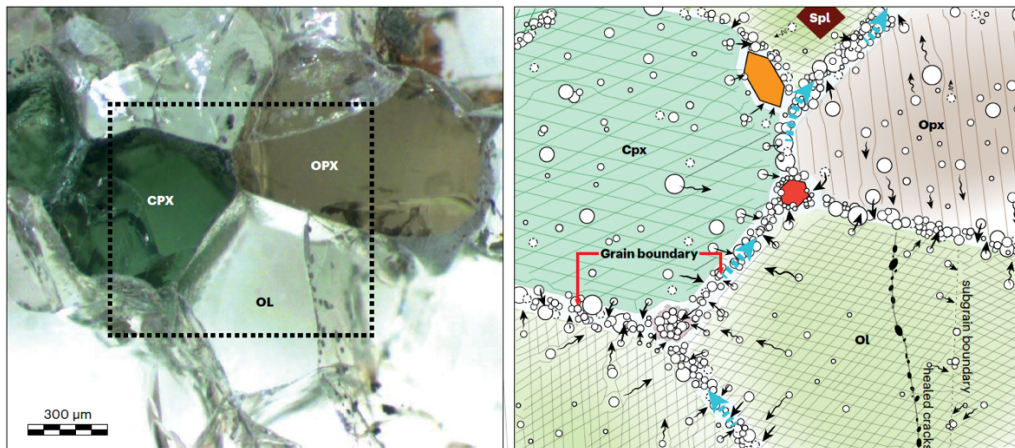 OPX
CPX
OL
300 µm
Spl
Opx
Cpx
Grain boundary
Ol
subgrain boundary
healed cracks